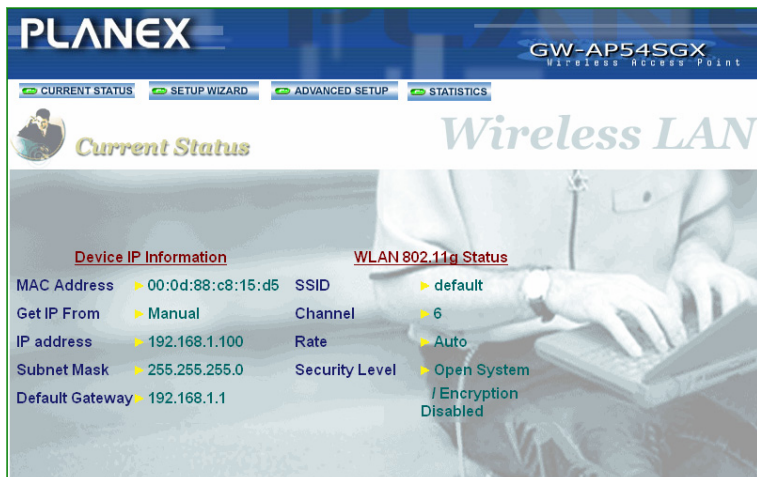 PLANEX
GW-AP54SGX
Wireless Access Point
CURRENT STATUS SETUP WIZARD ADVANCED SETUP STATISTICS
Current Status
Wireless LAN
Device IP Information
MAC Address 00:0d:88:c8:15:d5
Get IP From Manual
IP address 192.168.1.100
Subnet Mask 255.255.255.0
Default Gateway 192.168.1.1
WLAN 802.11g Status
SSID default
Channel 6
Rate Auto
Security Level Open System
/ Encryption
Disabled